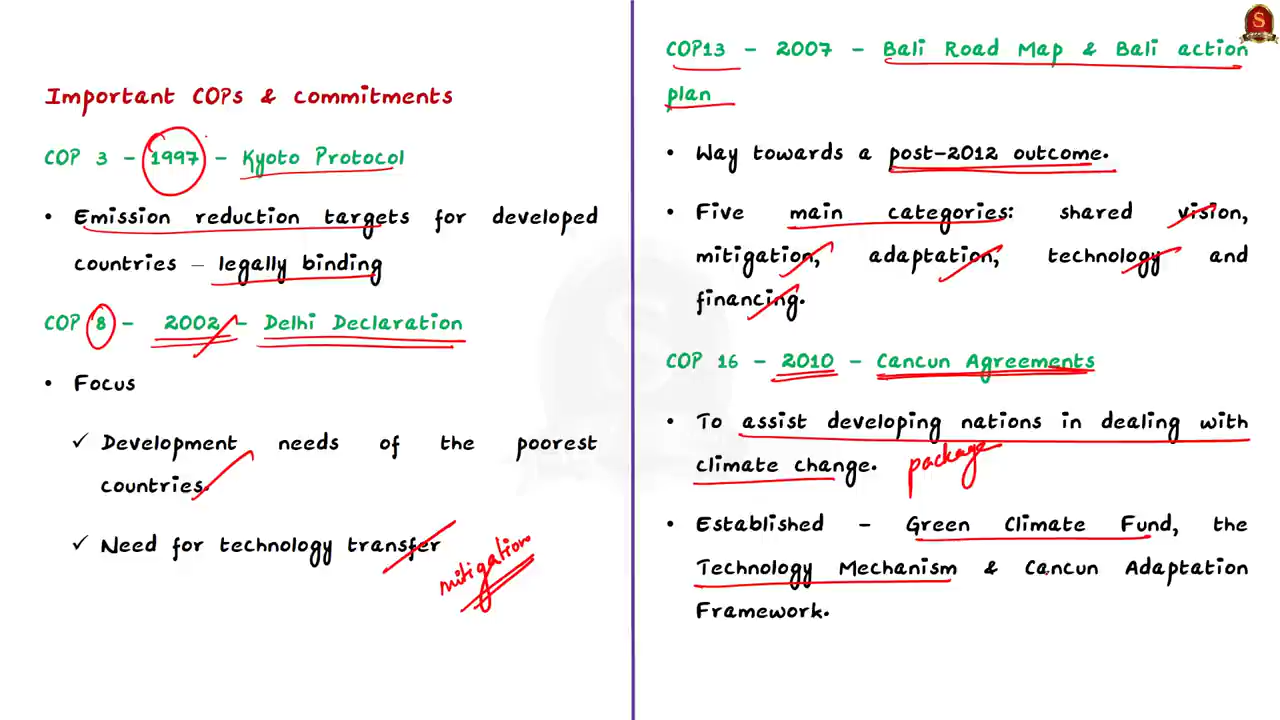 Important COPs & commitments
COP 3 - 1997 - Kyoto Protocol
• Emission reduction targets for developed
countries – legally binding
COP 8 - 2002 - Delhi Declaration
• Focus
✓ Development needs of the poorest
countries.
✓ Need for technology transfer
mitigation
COP13 - 2007 - Bali Road Map & Bali action
plan
• Way towards a post-2012 outcome.
• Five main categories: shared vision,
mitigation, adaptation, technology and
financing.
COP 16 - 2010 - Cancun Agreements
• To assist developing nations in dealing with
climate change.
package
• Established - Green Climate Fund, the
Technology Mechanism & Cancun Adaptation
Framework.
S